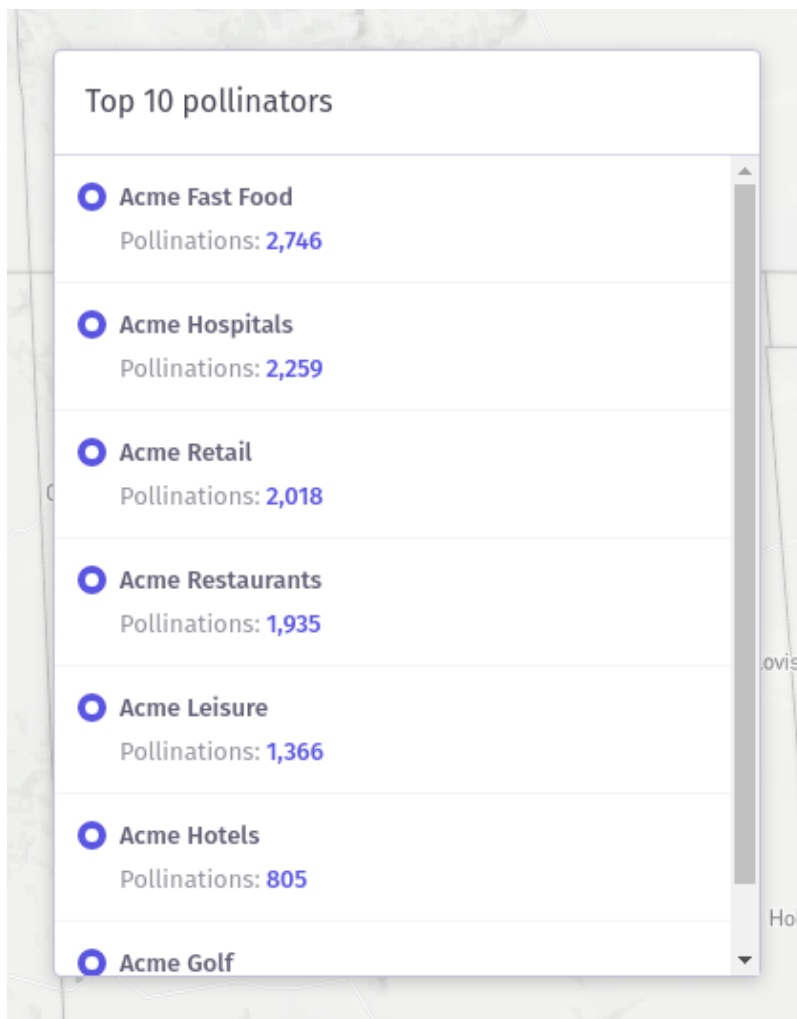 Top 10 pollinators
Acme Fast Food
Pollinations: 2,746
Acme Hospitals
Pollinations: 2,259
Acme Retail
Pollinations: 2,018
Acme Restaurants
Pollinations: 1,935
Acme Leisure
Pollinations: 1,366
Acme Hotels
Pollinations: 805
Acme Golf